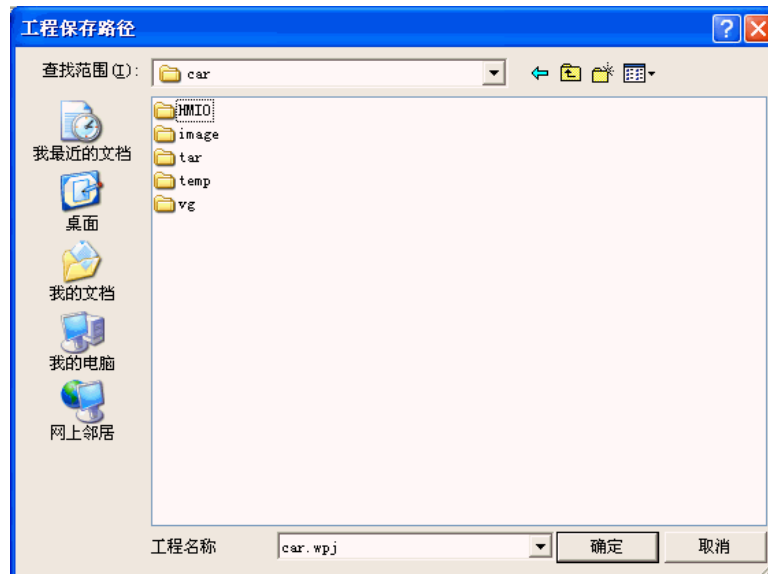 工程保存路径
查找范围(I):
car
HMIO
image
tar
temp
vg
我最近的文档
桌面
我的文档
我的电脑
网上邻居
工程名称
car.wpj
确定
取消